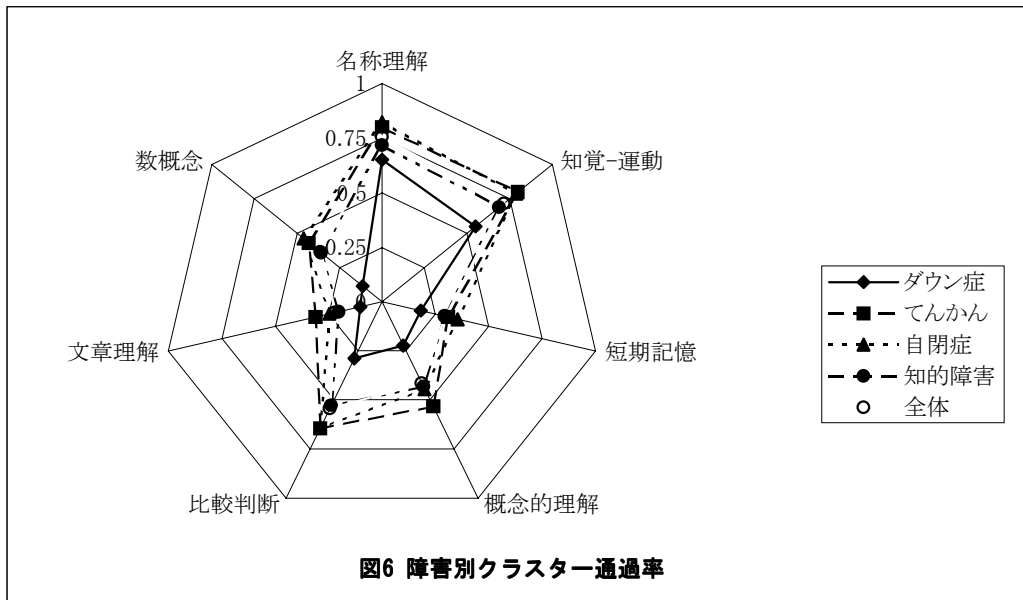 名称理解
1
0.75
数概念
知覚-運動
0.5
0.25
0
文章理解
短期記憶
比較判断
概念的理解
ダウン症
てんかん
自閉症
知的障害
全体
図6 障害別クラスター通過率